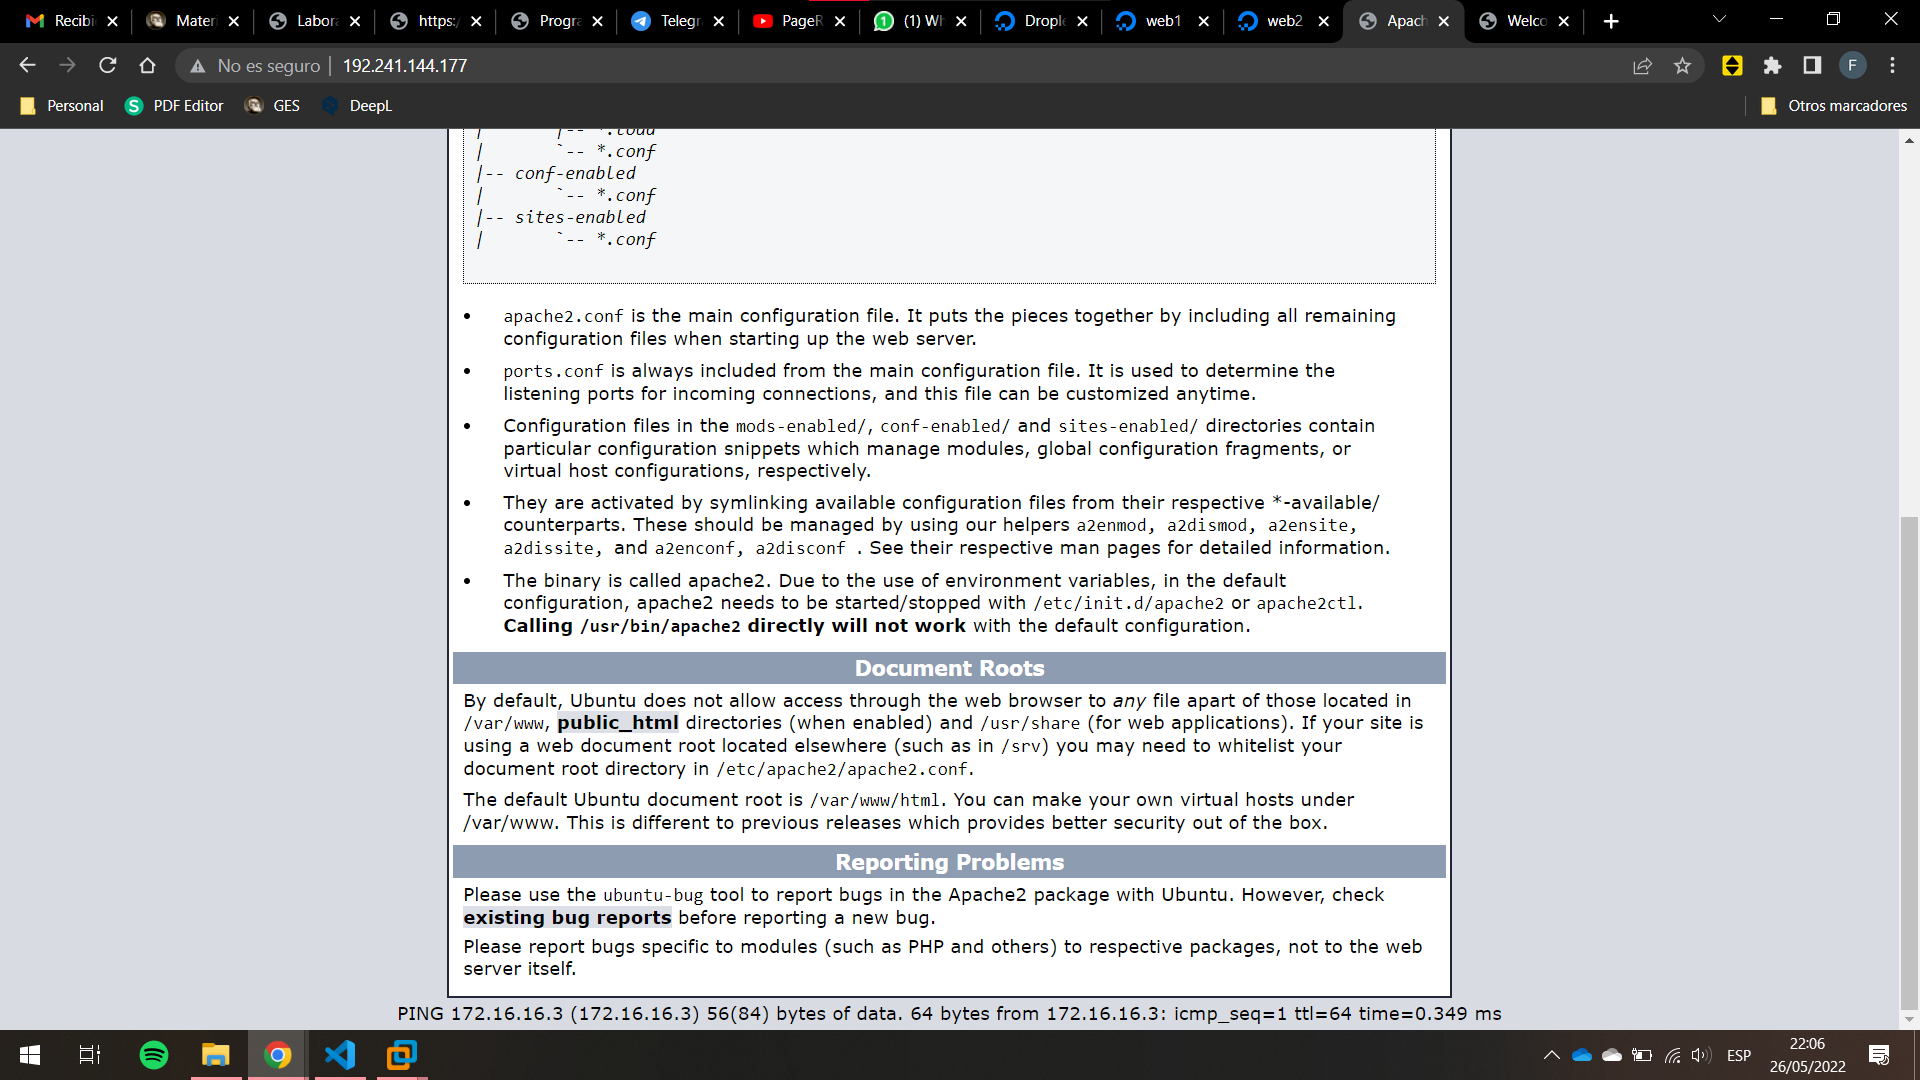 Recibi
Materi
Labora
https:/
Progra
Telegr
PageR
(1) Wh
Drople
web1
web2
Apach
Welco
No es seguro
192.241.144.177
F
Personal
PDF Editor
GES
DeepL
Otros marcadores
| |-- *.load
| `-- *.conf
|-- conf-enabled
| `-- *.conf
|-- sites-enabled
| `-- *.conf
• apache2.conf is the main configuration file. It puts the pieces together by including all remaining
configuration files when starting up the web server.
• ports.conf is always included from the main configuration file. It is used to determine the
listening ports for incoming connections, and this file can be customized anytime.
• Configuration files in the mods-enabled/, conf-enabled/ and sites-enabled/ directories contain
particular configuration snippets which manage modules, global configuration fragments, or
virtual host configurations, respectively.
• They are activated by symlinking available configuration files from their respective *-available/
counterparts. These should be managed by using our helpers a2enmod, a2dismod, a2ensite,
a2dissite, and a2enconf, a2disconf . See their respective man pages for detailed information.
• The binary is called apache2. Due to the use of environment variables, in the default
configuration, apache2 needs to be started/stopped with /etc/init.d/apache2 or apache2ctl.
Calling /usr/bin/apache2 directly will not work with the default configuration.
Document Roots
By default, Ubuntu does not allow access through the web browser to any file apart of those located in
/var/www, public_html directories (when enabled) and /usr/share (for web applications). If your site is
using a web document root located elsewhere (such as in /srv) you may need to whitelist your
document root directory in /etc/apache2/apache2.conf.
The default Ubuntu document root is /var/www/html. You can make your own virtual hosts under
/var/www. This is different to previous releases which provides better security out of the box.
Reporting Problems
Please use the ubuntu-bug tool to report bugs in the Apache2 package with Ubuntu. However, check
existing bug reports before reporting a new bug.
Please report bugs specific to modules (such as PHP and others) to respective packages, not to the web
server itself.
PING 172.16.16.3 (172.16.16.3) 56(84) bytes of data. 64 bytes from 172.16.16.3: icmp_seq=1 ttl=64 time=0.349 ms
ESP
22:06
26/05/2022